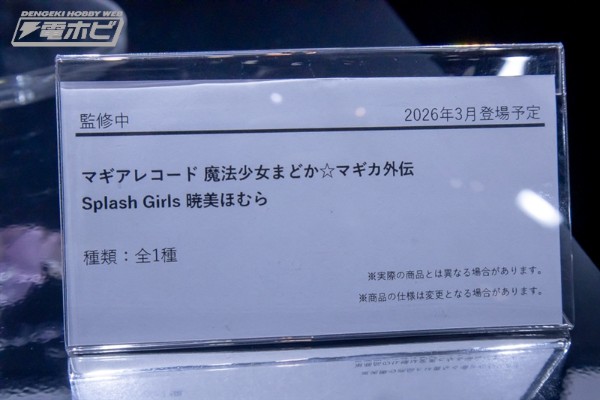 DENGEKI HOBBY WEB
電ホビ
監修中
2026年3月登場予定
マギアレコード 魔法少女まどか☆マギカ外伝
Splash Girls 暁美ほむら
種類：全1種
※実際の商品とは異なる場合があります。
※商品の仕様は変更となる場合があります。